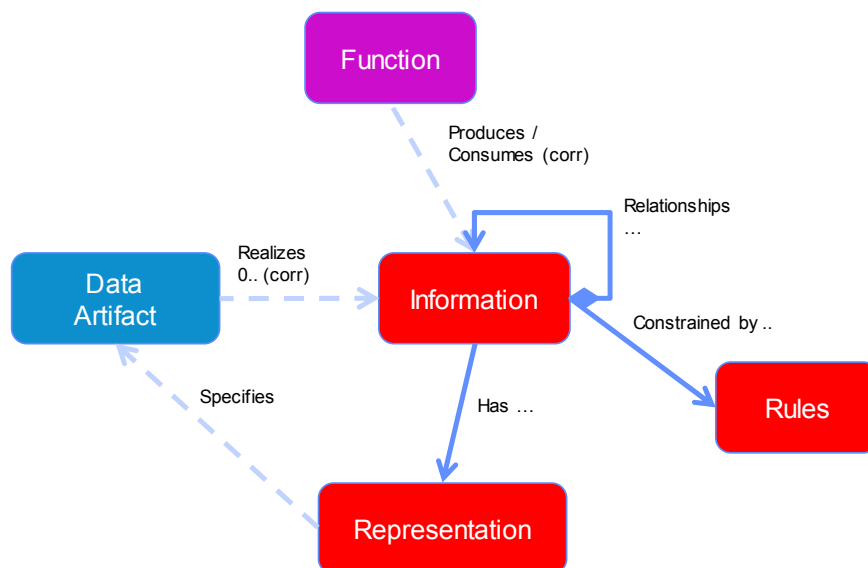 Function
Produces /
Consumes (corr)
Relationships
...
Realizes
0.. (corr)
Data
Artifact
Information
Constrained by ..
Specifies
Has ...
Rules
Representation